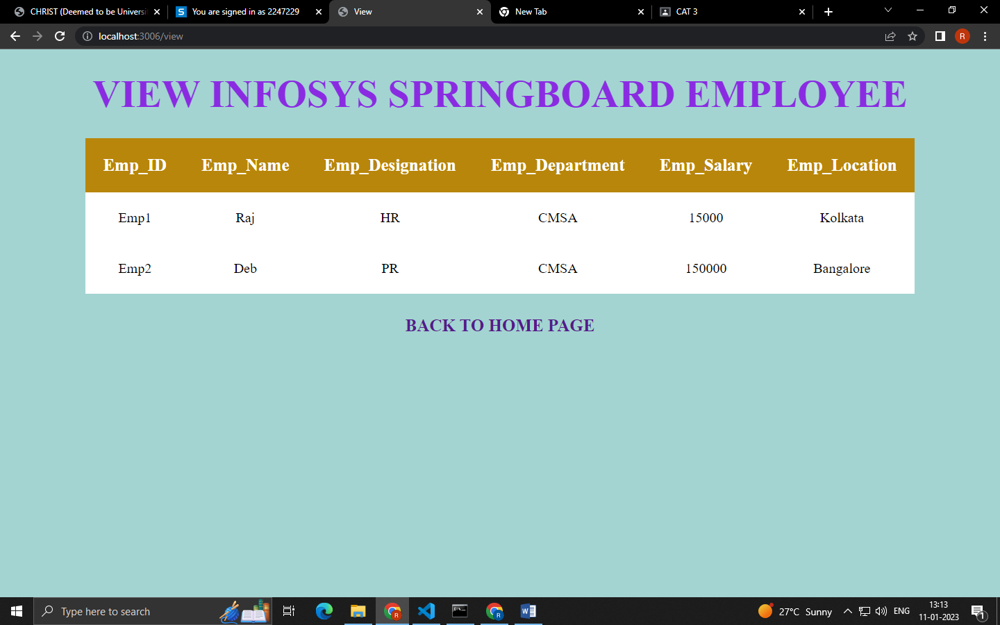 CHRIST (Deemed to be Universi
You are signed in as 2247229
View
New Tab
CAT 3
localhost:3006/view
R
VIEW INFOSYS SPRINGBOARD EMPLOYEE
Emp_ID Emp_Name Emp_Designation Emp_Department Emp_Salary Emp_Location
Emp1 Raj HR CMSA 15000 Kolkata
Emp2 Deb PR CMSA 150000 Bangalore
BACK TO HOME PAGE
Type here to search
27°C Sunny
ENG
13:13
11-01-2023
1